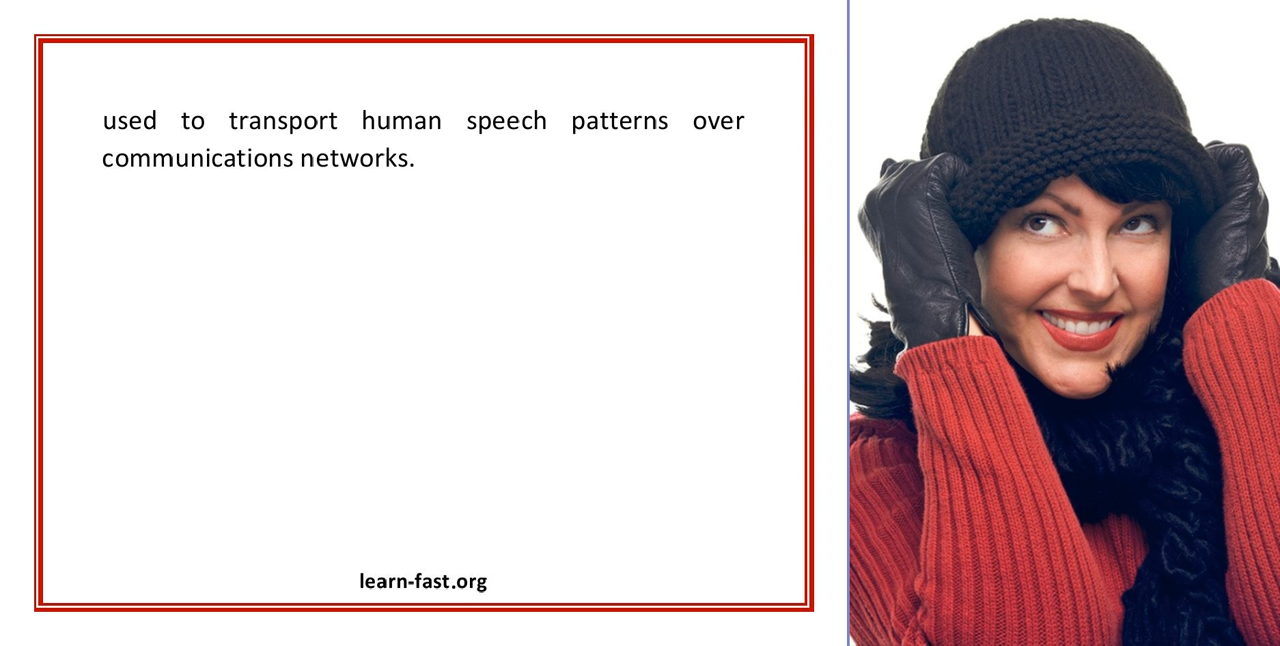 used to transport human speech patterns over
communications networks.
learn-fast.org